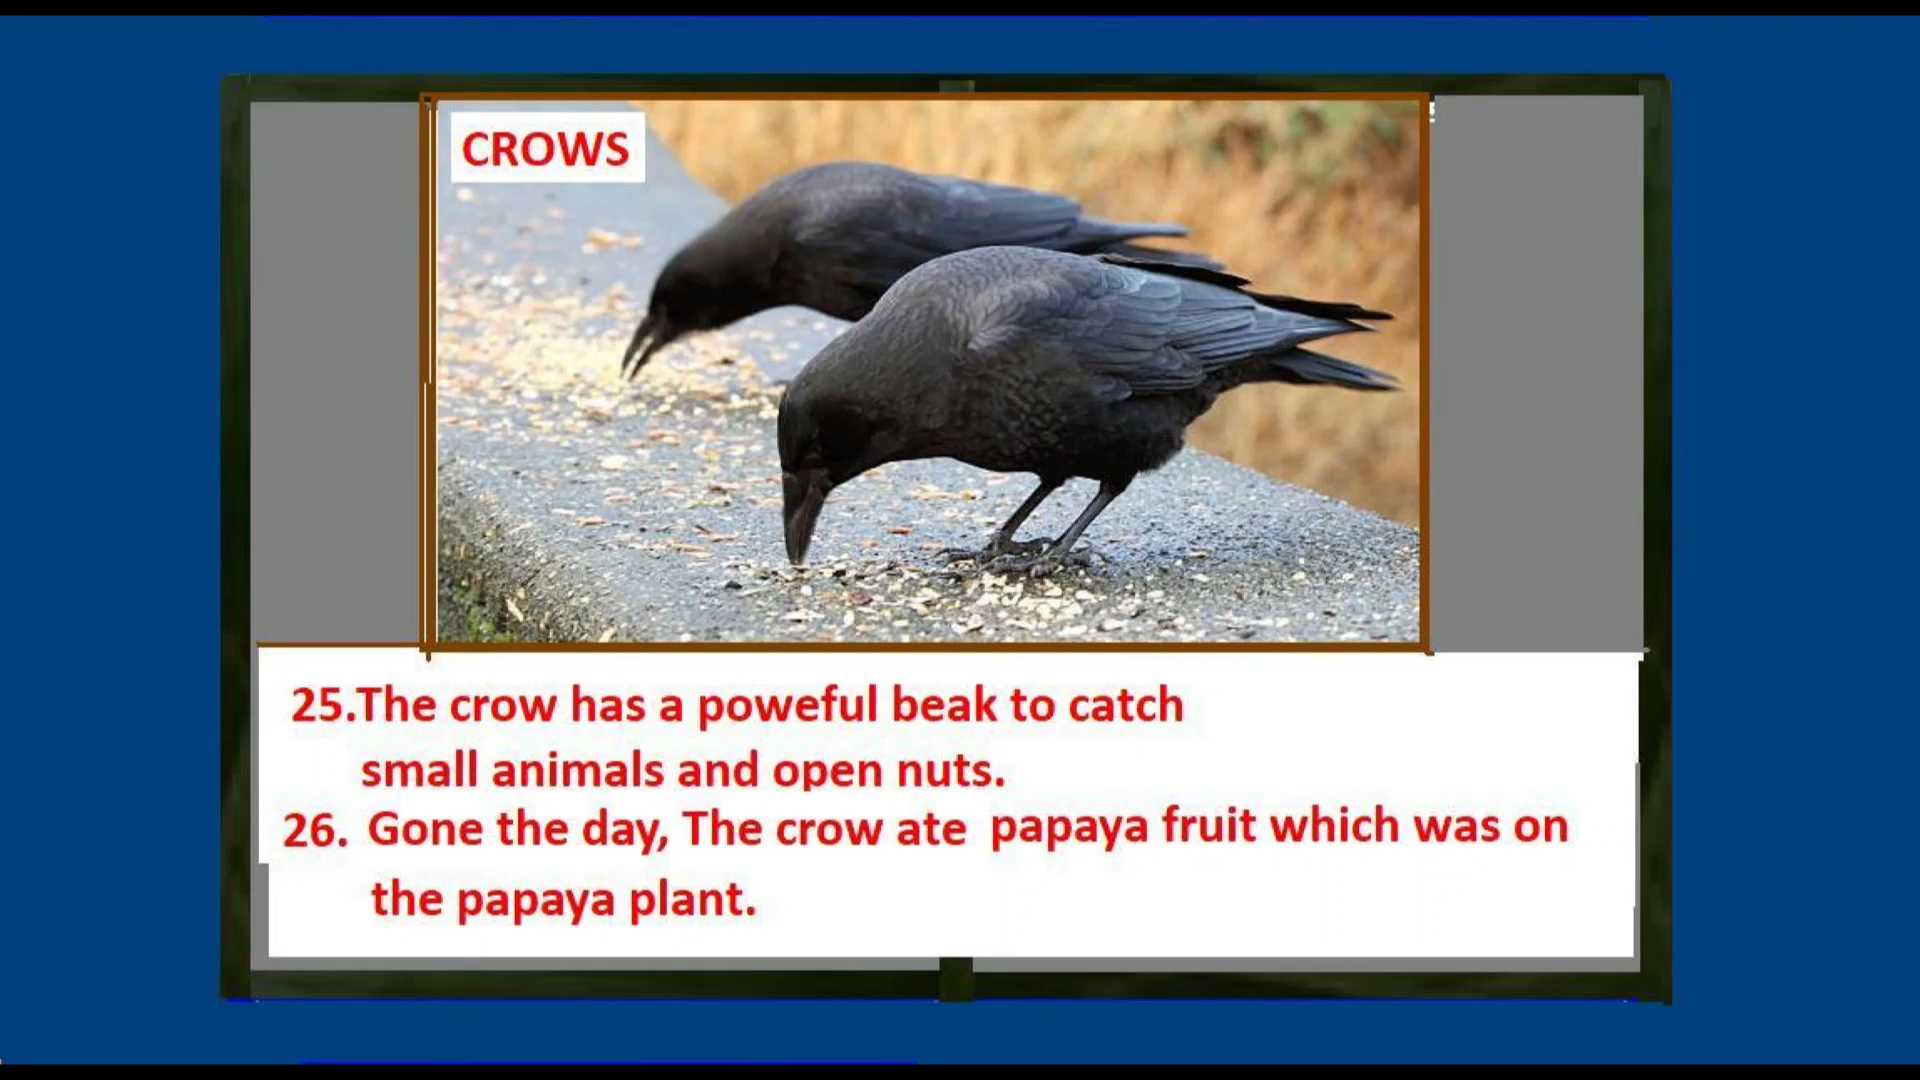 CROWS
25.The crow has a poweful beak to catch
small animals and open nuts.
26. Gone the day, The crow ate papaya fruit which was on
the papaya plant.